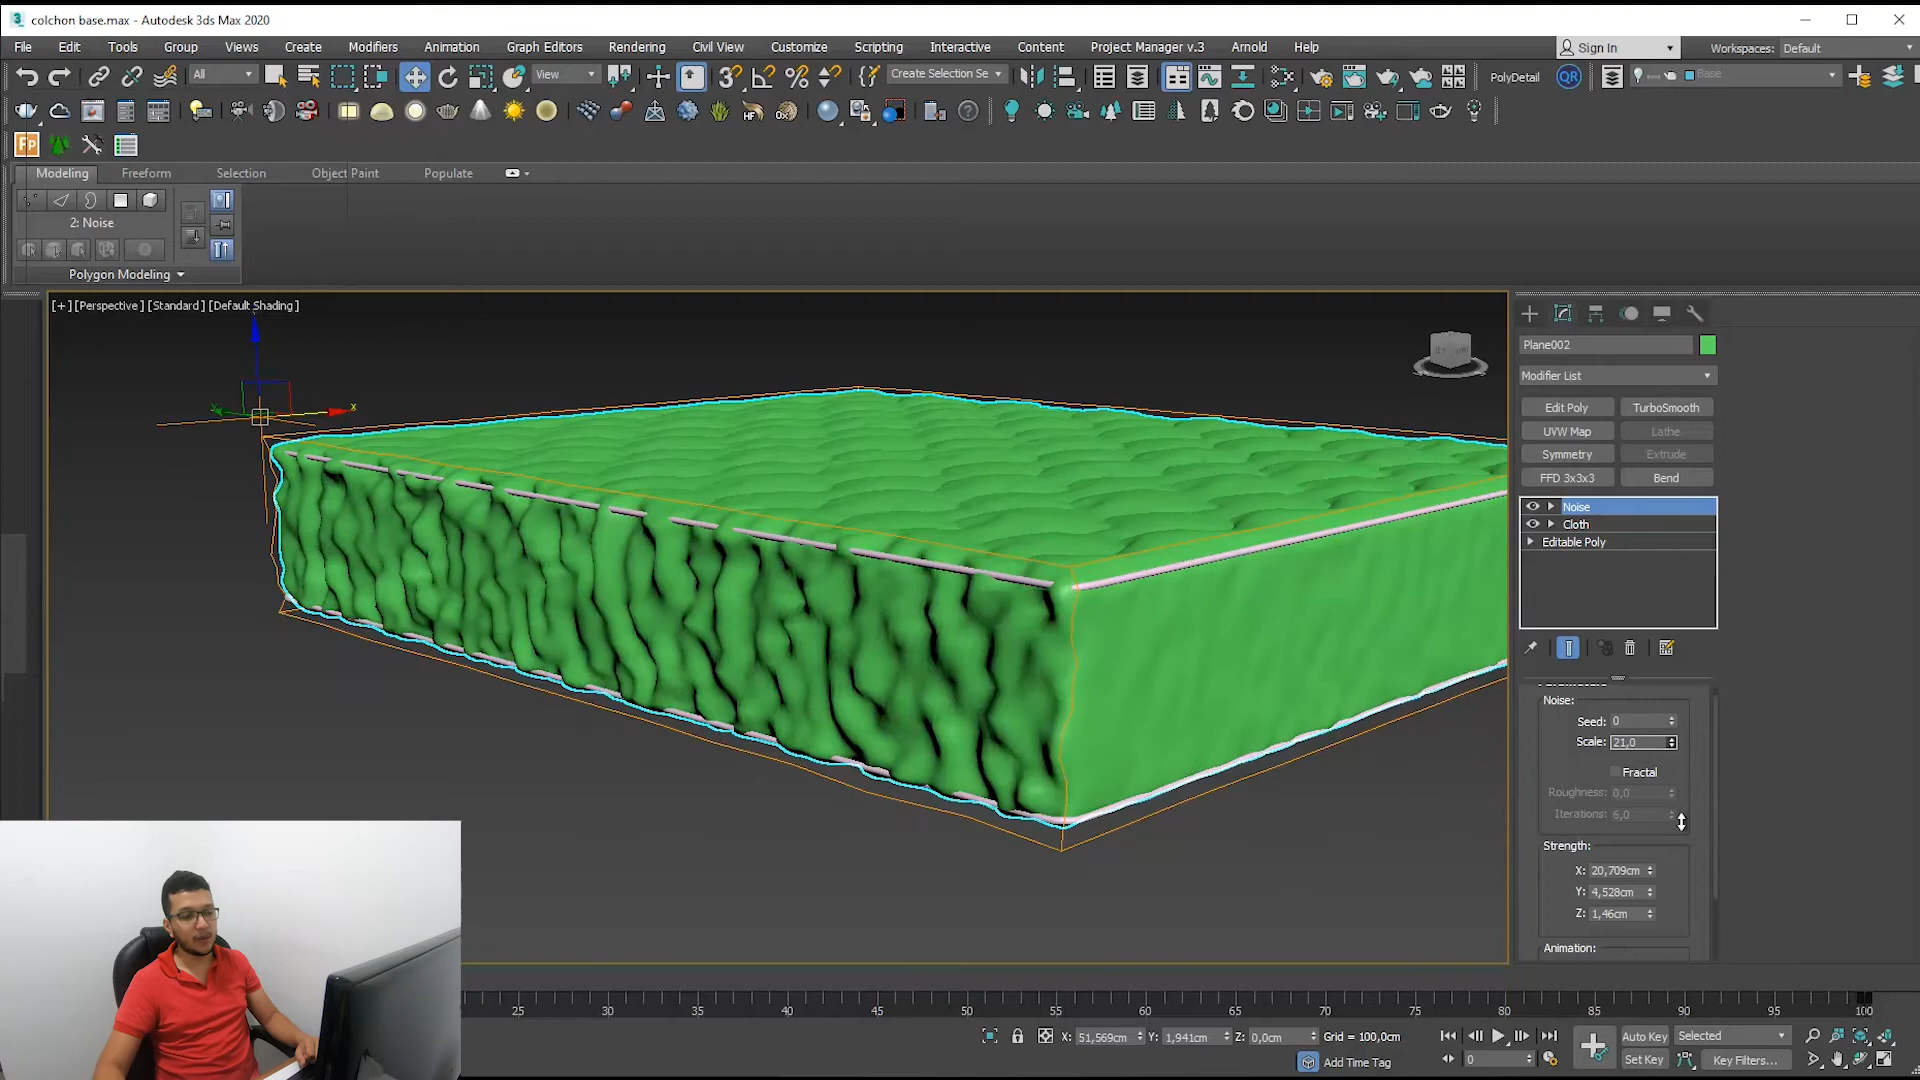 colchon base.max - Autodesk 3ds Max 2020
File Edit Tools Group Views Create Modifiers Animation Graph Editors Rendering Civil View Customize Scripting Interactive Content Project Manager v.3 Arnold Help
Sign In
Workspaces: Default
All
View
Create Selection Se
PolyDetail
QR
Base
HF
Ox
FP
Modeling Freeform Selection Object Paint Populate
2: Noise
Polygon Modeling
[+] [Perspective] [Standard] [Default Shading]
x
Plane002
Modifier List
Edit Poly TurboSmooth
UVW Map Lathe
Symmetry Extrude
FFD 3x3x3 Bend
Noise
Cloth
Editable Poly
Noise:
Seed: 0
Scale: 21,0
Fractal
Roughness: 0,0
Iterations: 6,0
Strength:
X: 20,709cm
Y: 4,528cm
Z: 1,46cm
Animation:
25 30 35 40 45 50 55 60 65 70 75 80 85 90 95 100
X: 51,569cm Y: 1,941cm Z: 0,0cm Grid = 100,0cm
Auto Key Selected
Add Time Tag
0
Set Key Key Filters...